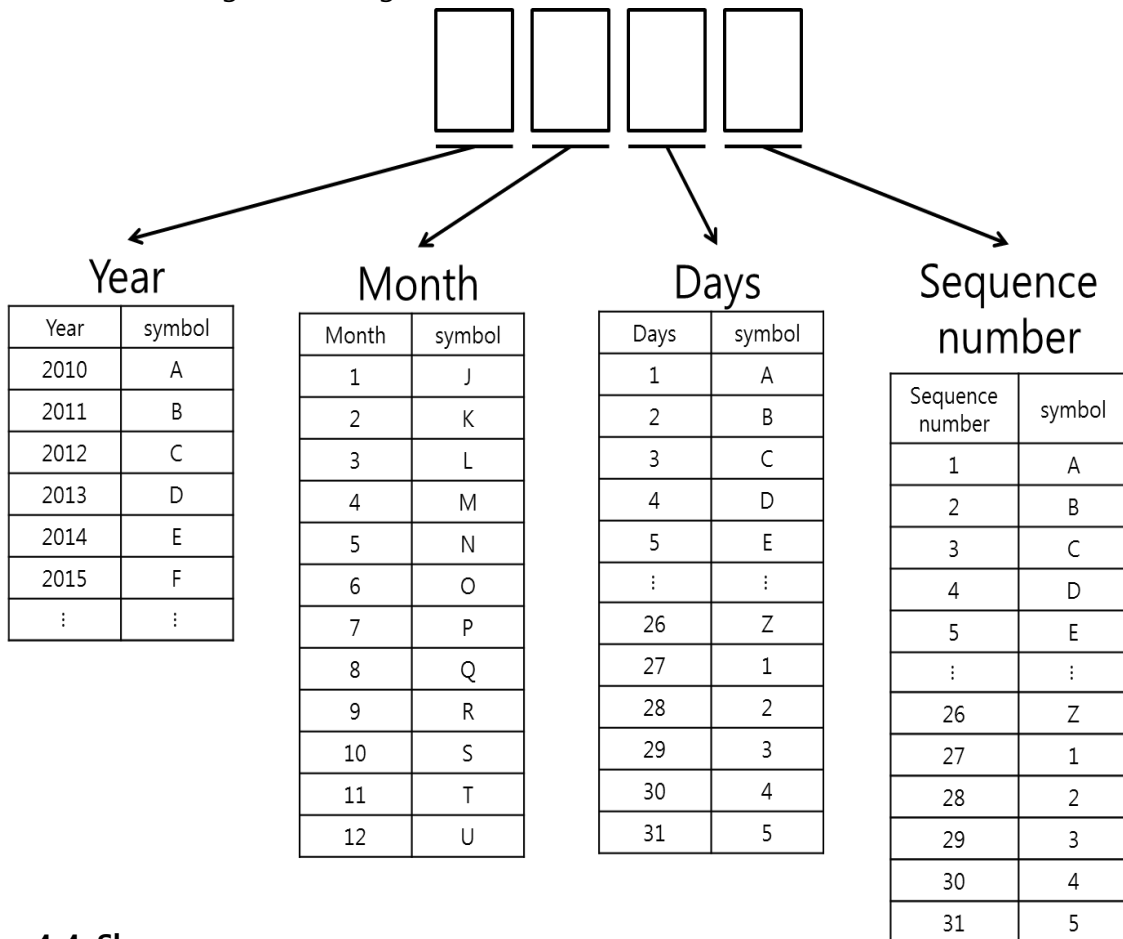 Year
Year symbol
2010 A
2011 B
2012 C
2013 D
2014 E
2015 F
⋮ ⋮
Month
Month symbol
1 J
2 K
3 L
4 M
5 N
6 O
7 P
8 Q
9 R
10 S
11 T
12 U
Days
Days symbol
1 A
2 B
3 C
4 D
5 E
⋮ ⋮
26 Z
27 1
28 2
29 3
30 4
31 5
Sequence
number
Sequence
number symbol
1 A
2 B
3 C
4 D
5 E
⋮ ⋮
26 Z
27 1
28 2
29 3
30 4
31 5